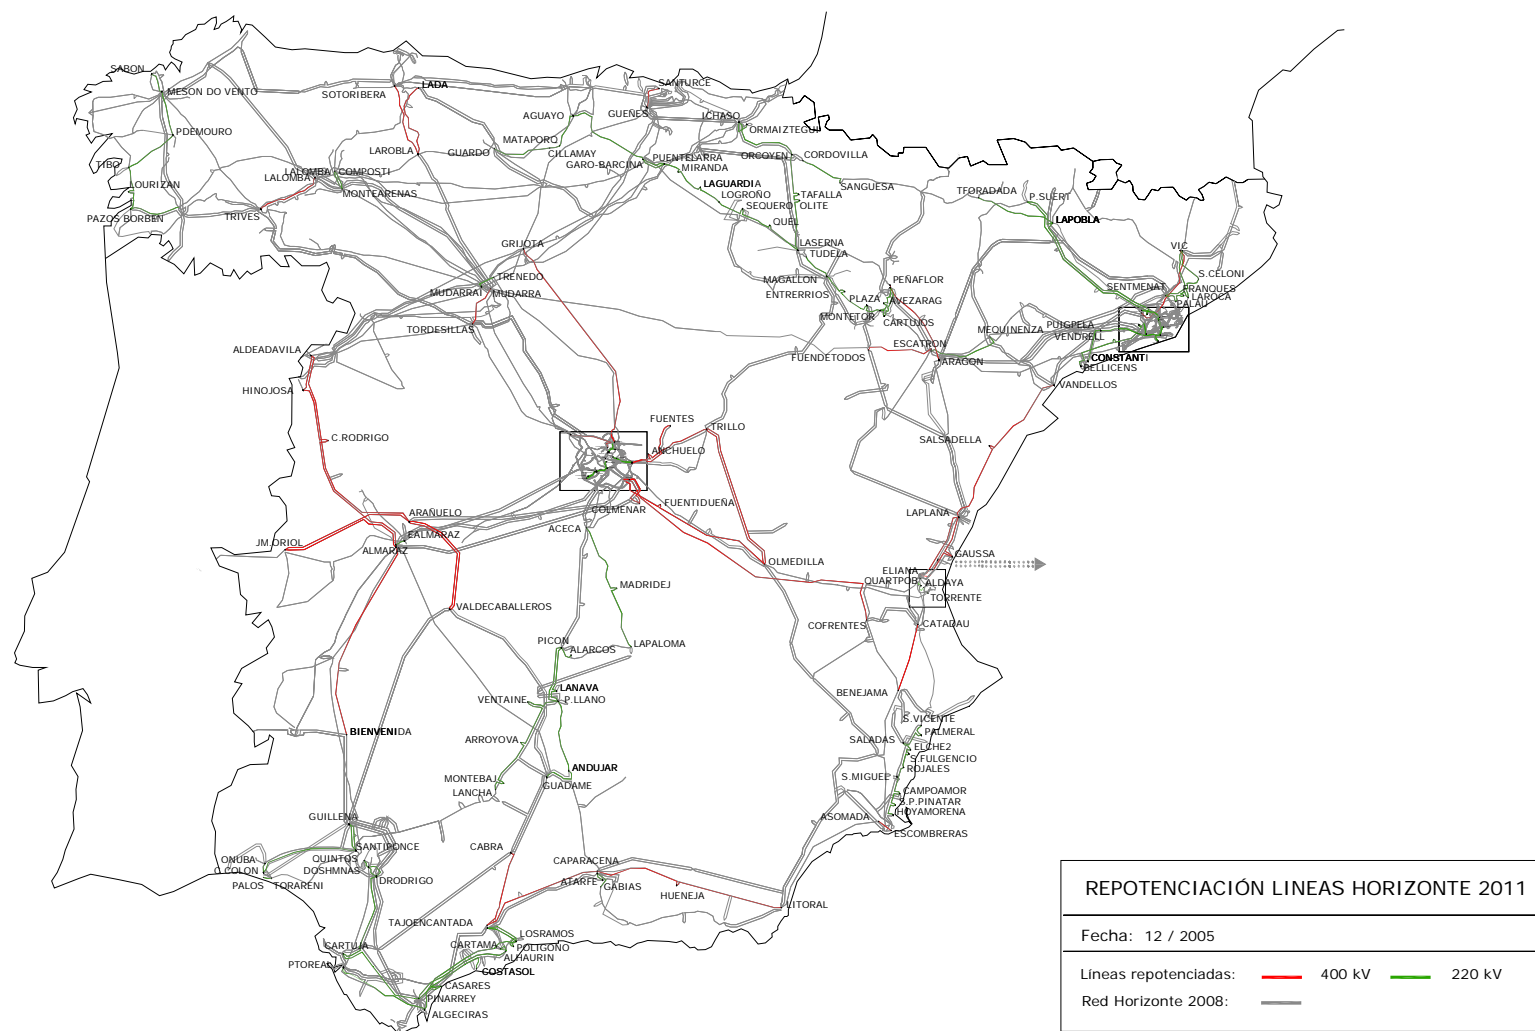 SABON
MESON DO VENTO
SOTORIBERA
LADA
SANTURCE
AGUAYO
GUEÑES
ICHASO
ORMAIZTEGUI
PDEMOURO
MATAPORQ
LAROBLA
GUARDO
CILLAMAY
GARO-BARCINA
PUENTELARRA
MIRANDA
ORCOYEN
CORDOVILLA
TIBO
LALOMBA
COMPOSTI
LALOMBA
LOURIZAN
MONTEARENAS
LAGUARDIA
LOGROÑO
SEQUERO
TAFALLA
OLITE
SANGUESA
TFORADADA
P.SUERT
PAZOS BORBEN
TRIVES
QUEL
LAPOBLA
GRIJOTA
LASERNA
TUDELA
VIC
TRENEDO
MAGALLON
PEÑAFLOR
S.CELONI
SENTMENAT
FRANQUES
MUDARRAI
MUDARRA
ENTRERRIOS
PLAZA
AVEZARAG
LAROCA
PALAU
TORDESILLAS
MONTETOR
CARTUJOS
MEQUINENZA
PUIGPELA
VENDRELL
ALDEADAVILA
FUENDETODOS
ESCATRON
ARAGON
CONSTANTI
BELLICENS
HINOJOSA
VANDELLOS
FUENTES
TRILLO
C.RODRIGO
ANCHUELO
SALSADELLA
FUENTIDUEÑA
COLMENAR
LAPLANA
ARAÑUELO
ACECA
EALMARAZ
JM.ORIOL
ALMARAZ
GAUSSA
OLMEDILLA
ELIANA
QUARTPOB
ALDAYA
MADRIDEJ
TORRENTE
VALDECABALLEROS
COFRENTES
CATADAU
PICON
ALARCOS
LAPALOMA
LANAVA
VENTAINE
P.LLANO
BENEJAMA
S.VICENTE
BIENVENIDA
ARROYOVA
SALADAS
PALMERAL
ELCHE2
S.FULGENCIO
ROJALES
ANDUJAR
MONTEBAJ
LANCHA
GUADAME
S.MIGUEL
CAMPOAMOR
S.P.PINATAR
HOYAMORENA
GUILLENA
ASOMADA
ESCOMBRERAS
SANTIPONCE
CABRA
ONUBA
C.COLON
QUINTOS
DOSHMNAS
CAPARACENA
PALOS
TORARENI
DRODRIGO
ATARFE
GABIAS
HUENEJA
LITORAL
TAJOENCANTADA
LOSRAMOS
CARTUJA
CARTAMA
POLIGONO
ALHAURIN
PTOREAL
COSTASOL
CASARES
PINARREY
ALGECIRAS
REPOTENCIACIÓN LINEAS HORIZONTE 2011
Fecha: 12 / 2005
Líneas repotenciadas: 400 kV 220 kV
Red Horizonte 2008: